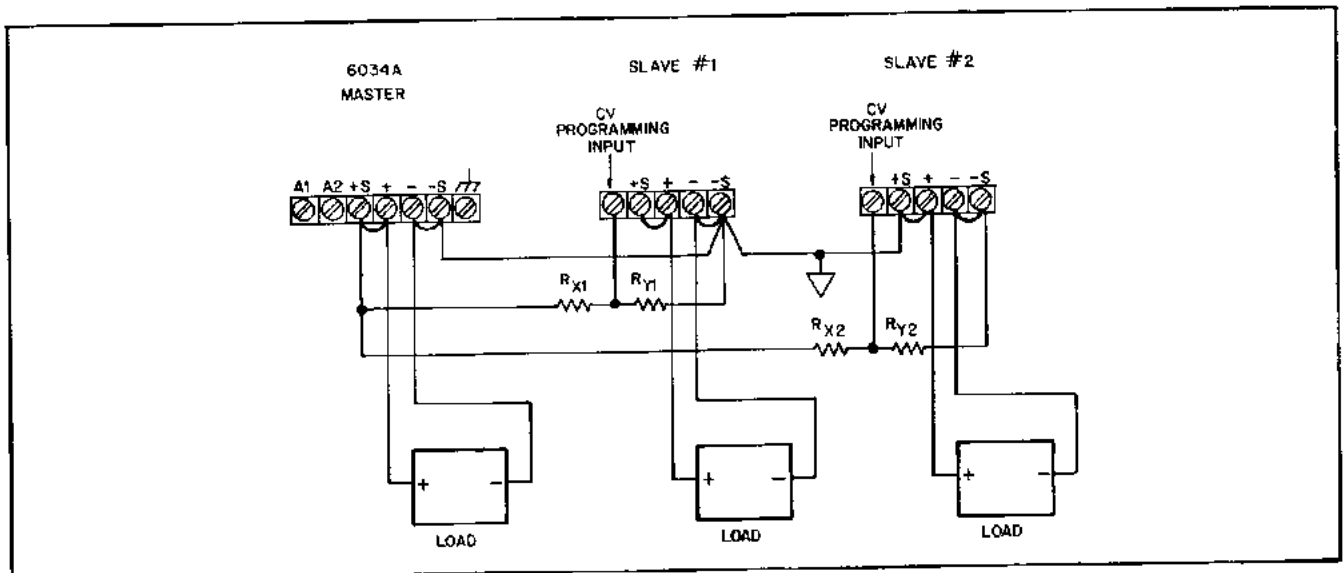 6034A
MASTER
SLAVE #1
SLAVE #2
CV
PROGRAMMING
INPUT
CV
PROGRAMMING
INPUT
A1 A2 +S + - -S
+S + - -S
+S + - -S
RX1
RY1
RX2
RY2
+ -
LOAD
+ -
LOAD
+ -
LOAD